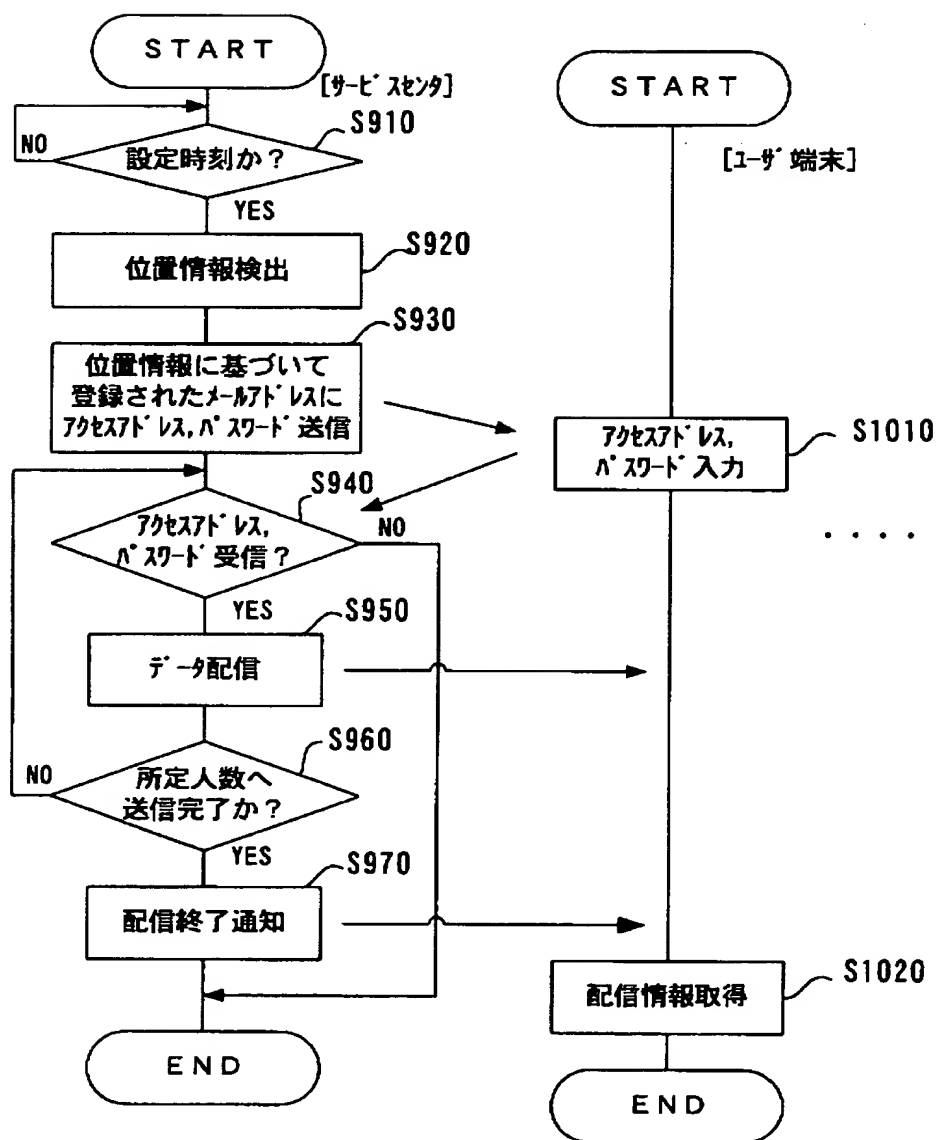 START
[サービスセンタ]
S910
設定時刻か？
NO
YES
S920
位置情報検出
S930
位置情報に基づいて
登録されたメールアドレスに
アクセスアドレス,パスワード送信
S940
アクセスアドレス,
パスワード受信？
NO
YES
S950
データ配信
S960
所定人数へ
送信完了か？
NO
YES
S970
配信終了通知
END
START
[ユーザ端末]
S1010
アクセスアドレス,
パスワード入力
・・・・
S1020
配信情報取得
END